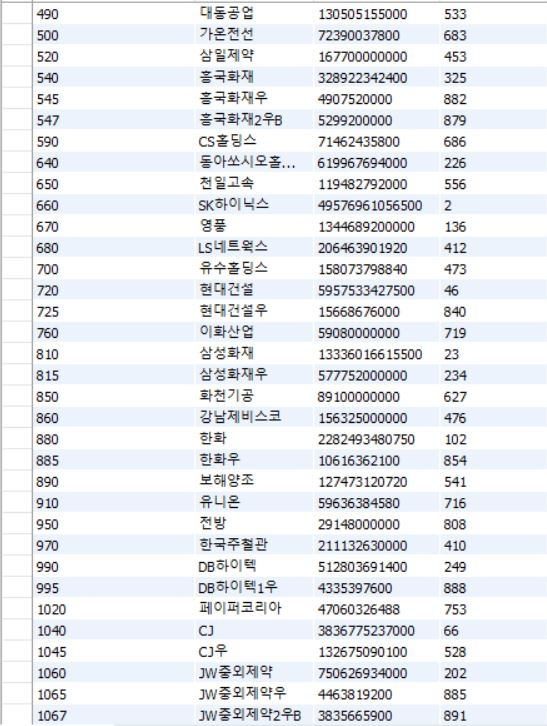 490 대동공업 130505155000 533
500 가온전선 72390037800 683
520 삼일제약 167700000000 453
540 흥국화재 328922342400 325
545 흥국화재우 4907520000 882
547 흥국화재2우B 5299200000 879
590 CS홀딩스 71462435800 686
640 동아쏘시오홀... 619967694000 226
650 천일고속 119482792000 556
660 SK하이닉스 49576961056500 2
670 영풍 1344689200000 136
680 LS네트웍스 206463901920 412
700 유수홀딩스 158073798840 473
720 현대건설 5957533427500 46
725 현대건설우 15668676000 840
760 이화산업 59080000000 719
810 삼성화재 13336016615500 23
815 삼성화재우 577752000000 234
850 화천기공 89100000000 627
860 강남제비스코 156325000000 476
880 한화 2282493480750 102
885 한화우 10616362100 854
890 보해양조 127473120720 541
910 유니온 59636384580 716
950 전방 29148000000 808
970 한국주철관 211132630000 410
990 DB하이텍 512803691400 249
995 DB하이텍1우 4335397600 888
1020 페이퍼코리아 47060326488 753
1040 CJ 3836775237000 66
1045 CJ우 132675090100 528
1060 JW중외제약 750626934000 202
1065 JW중외제약우 4463819200 885
1067 JW중외제약2우B 3835665900 891